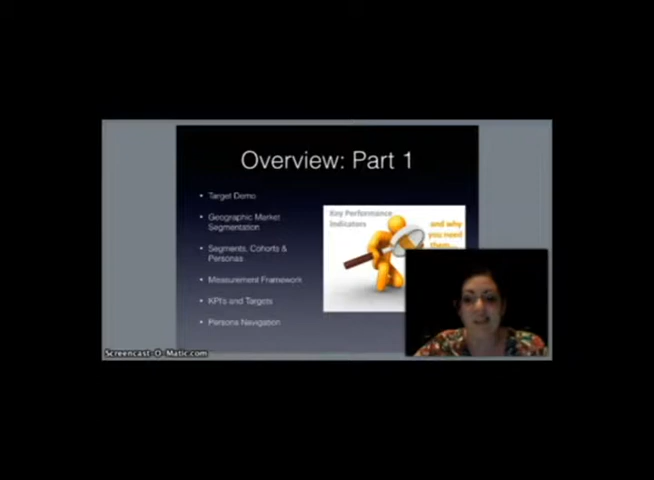 Overview: Part 1
• Target Demo
• Geographic Market
Segmentation
• Segments, Cohorts &
Personas
• Measurement Framework
• KPI's and Targets
• Persona Navigation
Key Performance
Indicators
and why
you need
them...
Screencast-O-Matic.com